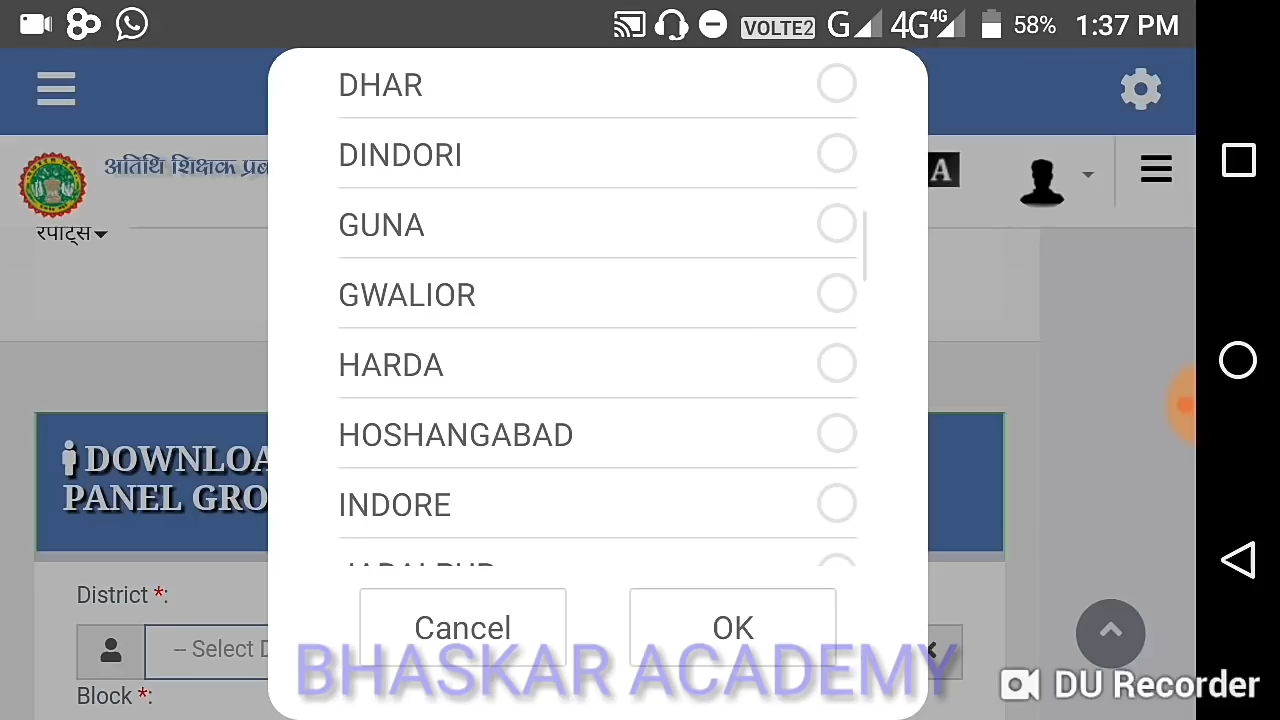 VOLTE2 G 4G 4G 58% 1:37 PM
DHAR
DINDORI
GUNA
GWALIOR
HARDA
HOSHANGABAD
INDORE
Cancel OK
अतिथि शिक्षक प्रब
A
रपोर्ट्स
DOWNLOA
PANEL GRO
District *:
-- Select D
Block *:
BHASKAR ACADEMY
DU Recorder